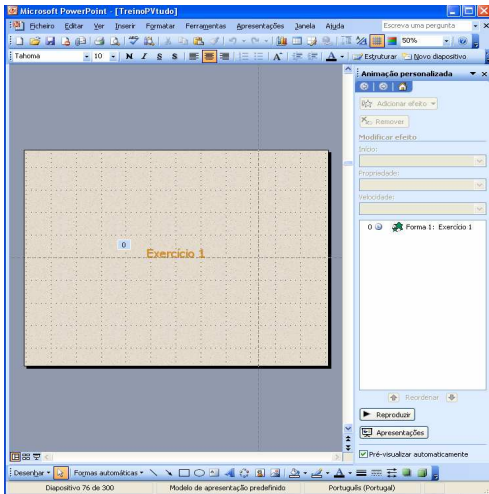 Microsoft PowerPoint - [TreinoPVtudo]
Ficheiro Editar Ver Inserir Formatar Ferramentas Apresentações Janela Ajuda Escreva uma pergunta
50%
Tahoma 10 N I S S A A Estruturar Novo diapositivo
Animação personalizada
Adicionar efeito
Remover
Modificar efeito
Início:
Propriedade:
Velocidade:
0 Forma 1: Exercício 1
0
Exercício 1
Reordenar
Reproduzir
Apresentações
Pré-visualizar automaticamente
Desenhar Formas automáticas
Diapositivo 76 de 300 Modelo de apresentação predefinido Português (Portugal)